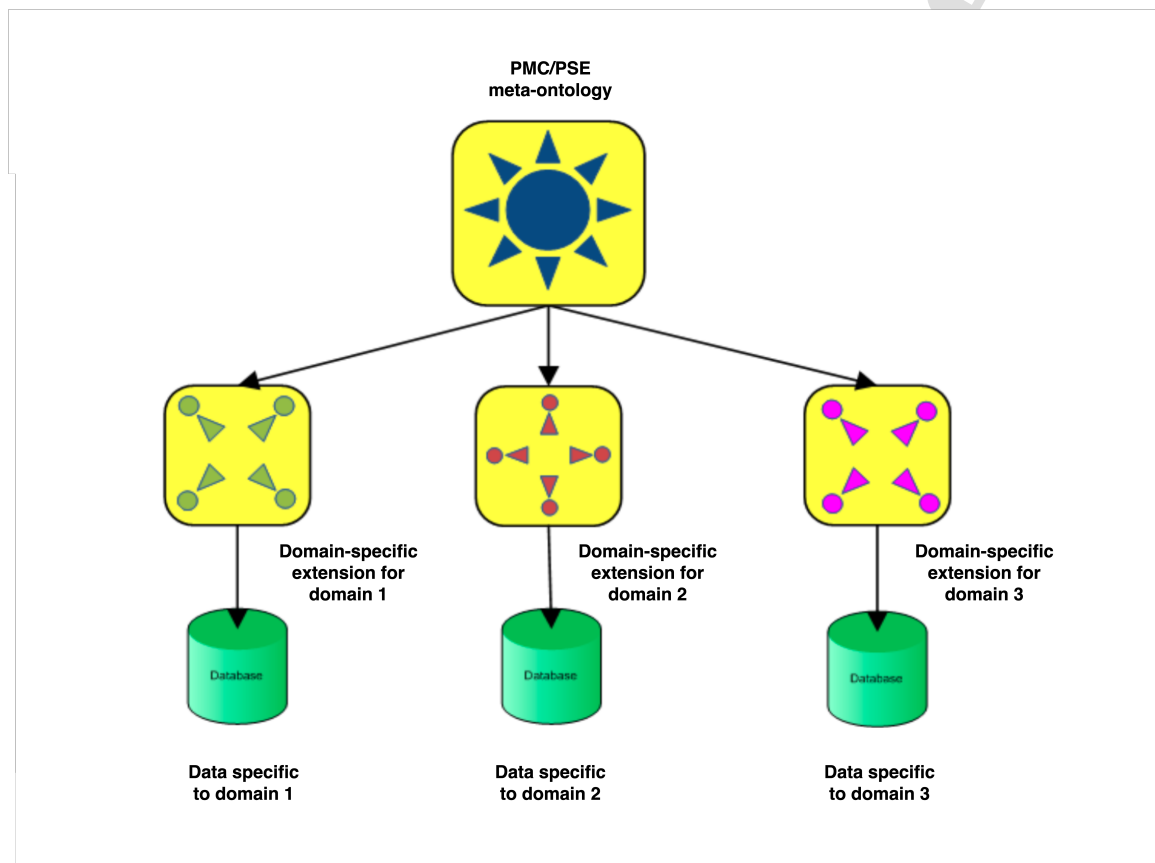 PMC/PSE
meta-ontology
Domain-specific
extension for
domain 1
Domain-specific
extension for
domain 2
Domain-specific
extension for
domain 3
Database
Database
Database
Data specific
to domain 1
Data specific
to domain 2
Data specific
to domain 3